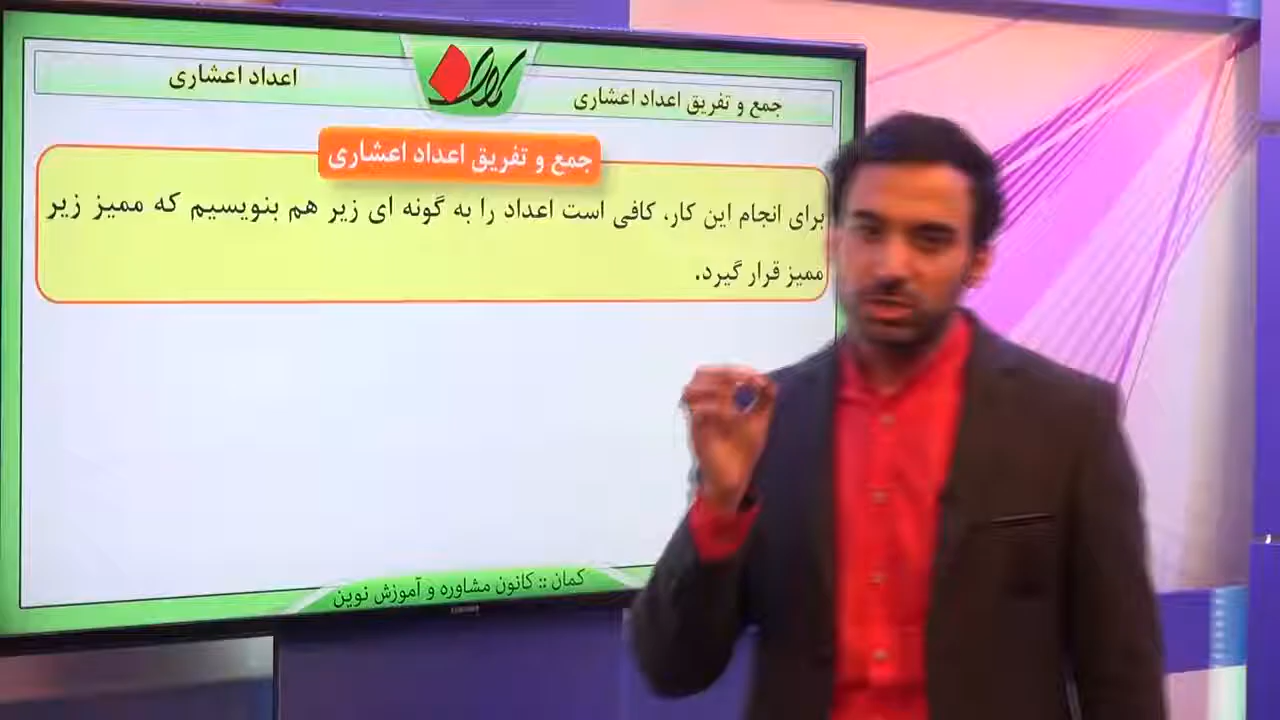 جمع و تفریق اعداد اعشاری
اعداد اعشاری
جمع و تفریق اعداد اعشاری
برای انجام این کار، کافی است اعداد را به گونه ای زیر هم بنویسیم که ممیز زیر
ممیز قرار گیرد.
کمان :: کانون مشاوره و آموزش نوین